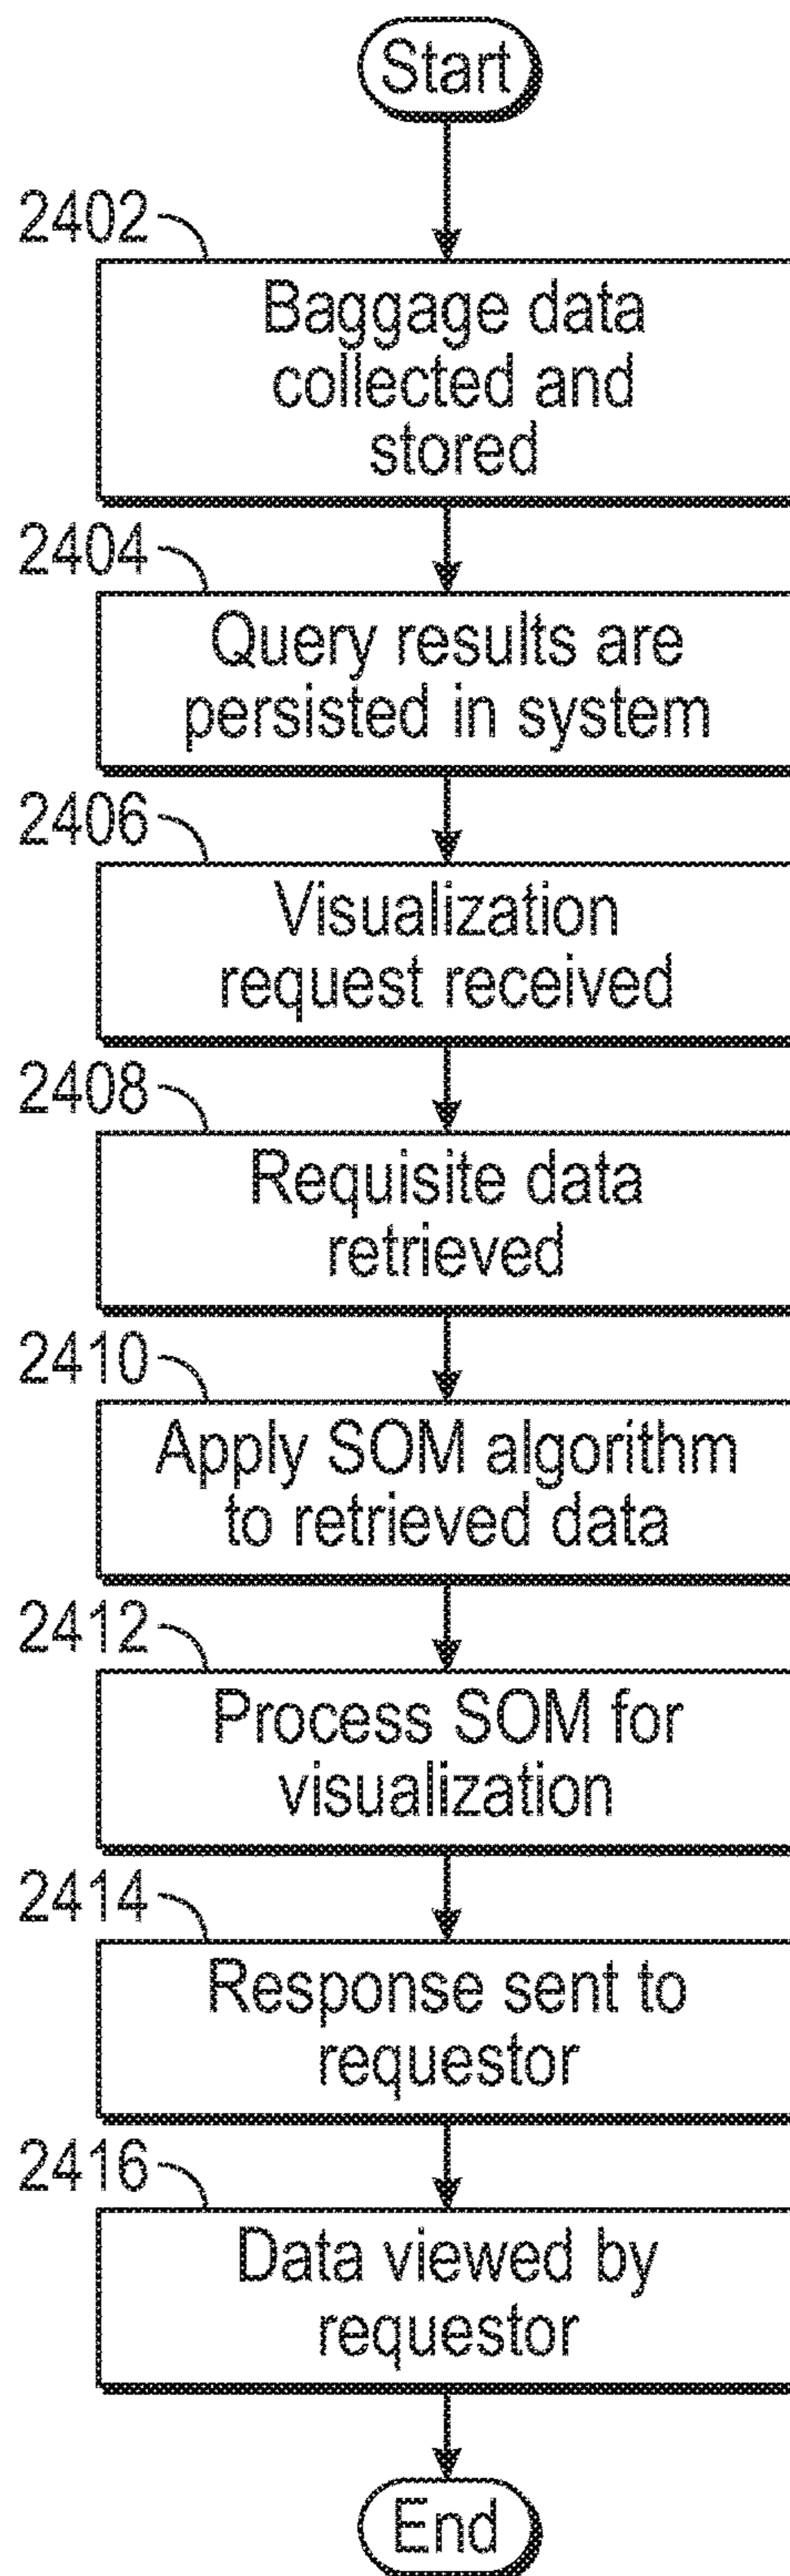 Start
2402
Baggage data
collected and
stored
2404
Query results are
persisted in system
2406
Visualization
request received
2408
Requisite data
retrieved
2410
Apply SOM algorithm
to retrieved data
2412
Process SOM for
visualization
2414
Response sent to
requestor
2416
Data viewed by
requestor
End